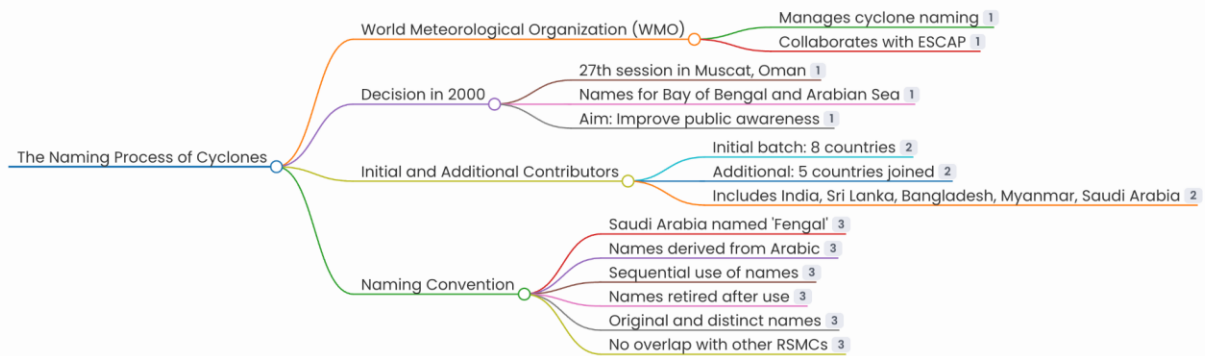 The Naming Process of Cyclones
World Meteorological Organization (WMO)
Manages cyclone naming 1
Collaborates with ESCAP 1
Decision in 2000
27th session in Muscat, Oman 1
Names for Bay of Bengal and Arabian Sea 1
Aim: Improve public awareness 1
Initial and Additional Contributors
Initial batch: 8 countries 2
Additional: 5 countries joined 2
Includes India, Sri Lanka, Bangladesh, Myanmar, Saudi Arabia 2
Naming Convention
Saudi Arabia named 'Fengal' 3
Names derived from Arabic 3
Sequential use of names 3
Names retired after use 3
Original and distinct names 3
No overlap with other RSMCs 3